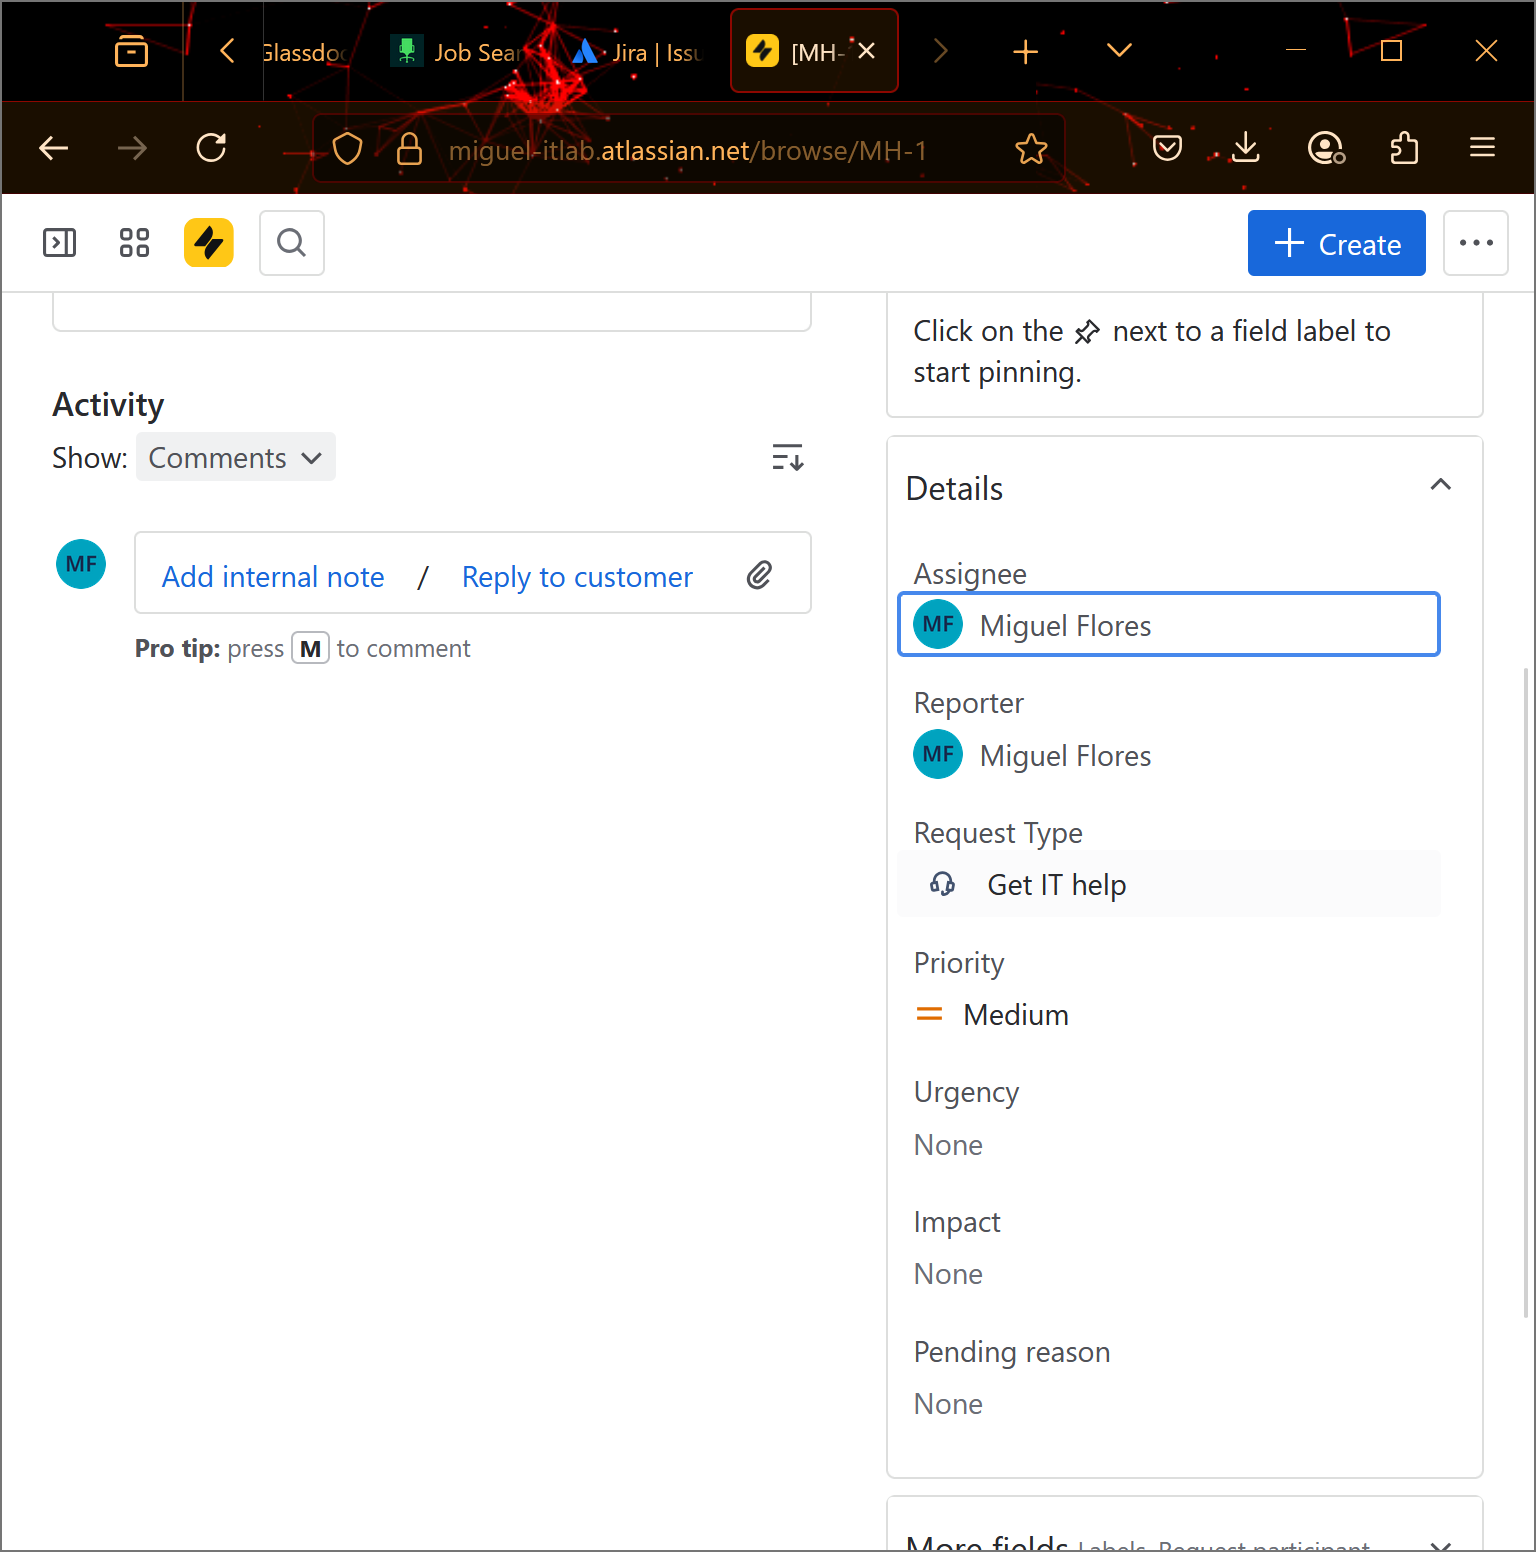 Glassdoo
Job Sear
Jira | Issu
[MH-
miguel-itlab.atlassian.net/browse/MH-1
Create
Click on the next to a field label to
start pinning.
Activity
Show: Comments
MF
Add internal note / Reply to customer
Pro tip: press M to comment
Details
Assignee
MF Miguel Flores
Reporter
MF Miguel Flores
Request Type
Get IT help
Priority
Medium
Urgency
None
Impact
None
Pending reason
None
More fields Labels, Request participant